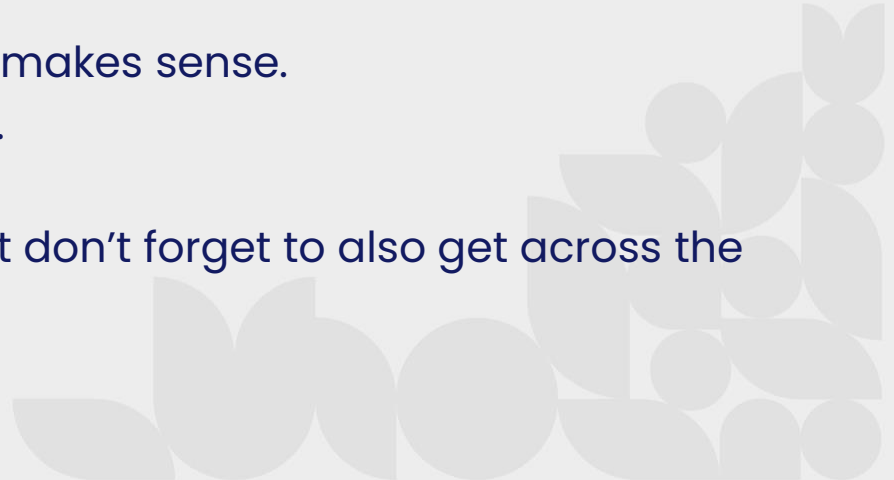 makes sense.
.
t don’t forget to also get across the